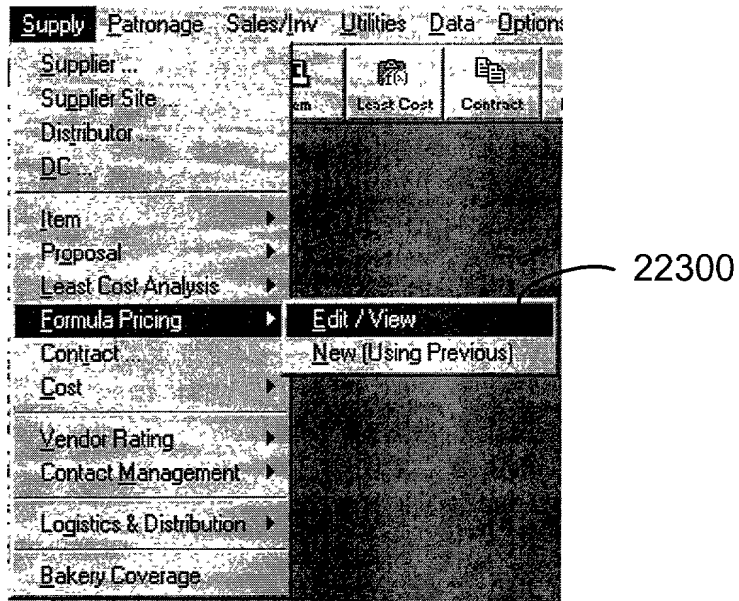 Supply Patronage Sales/Inv Utilities Data Option
Supplier ...
Supplier Site ...
Distributor ...
DC ...
Least Cost Contract
Item
Proposal
Least Cost Analysis
Formula Pricing
Edit / View
22300
New (Using Previous)
Contract ...
Cost
Vendor Rating
Contact Management
Logistics & Distribution
Bakery Coverage